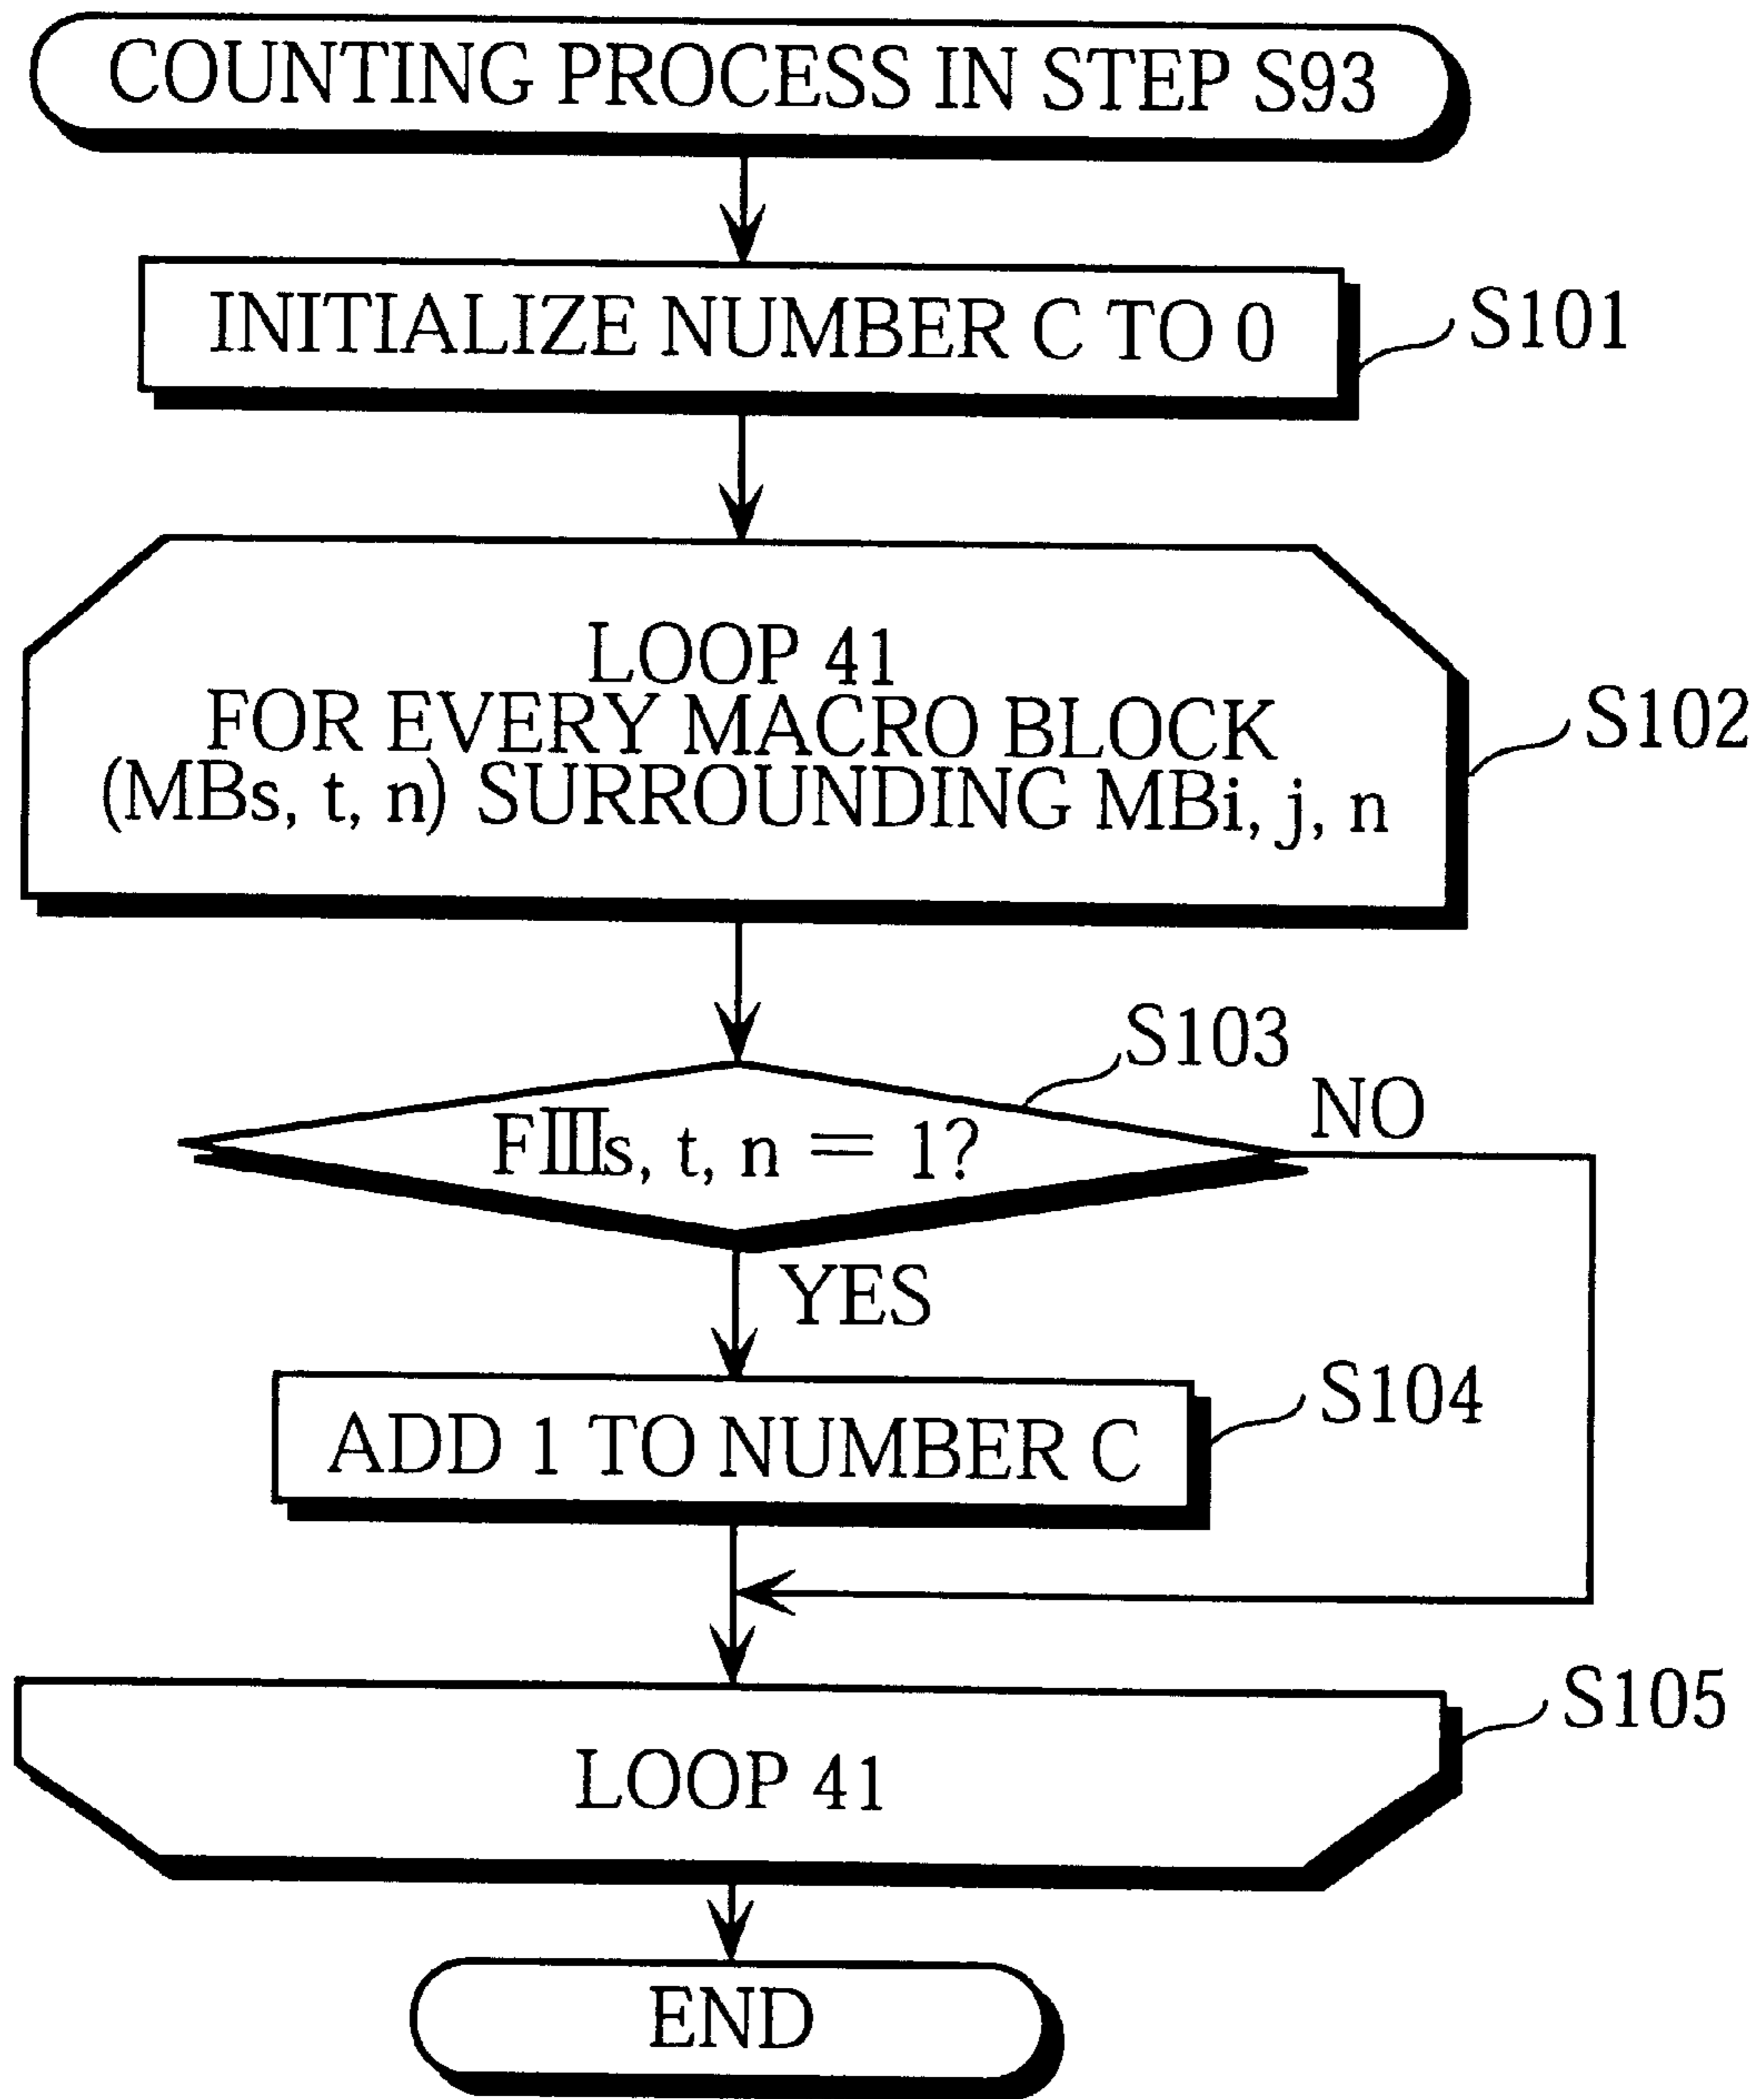 COUNTING PROCESS IN STEP S93
INITIALIZE NUMBER C TO 0
S101
LOOP 41
FOR EVERY MACRO BLOCK
(MBs, t, n) SURROUNDING MBi, j, n
S102
S103
FⅢs, t, n = 1?
NO
YES
ADD 1 TO NUMBER C
S104
LOOP 41
S105
END